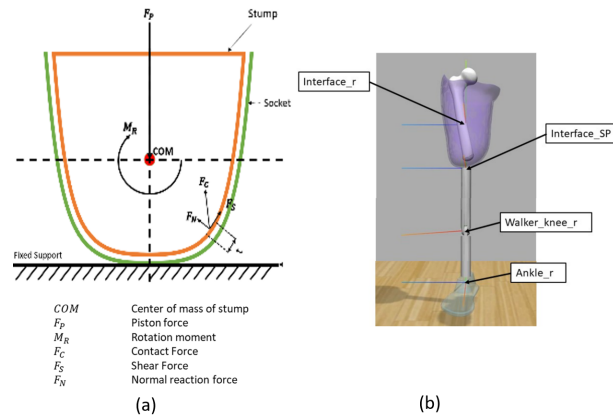 (a)
F_P
Stump
Socket
M_R
COM
F_C
F_S
F_N
Fixed Support
COM Center of mass of stump
F_P Piston force
M_R Rotation moment
F_C Contact Force
F_S Shear Force
F_N Normal reaction force
(a)
(b)
Interface_r
Interface_SP
Walker_knee_r
Ankle_r
(b)